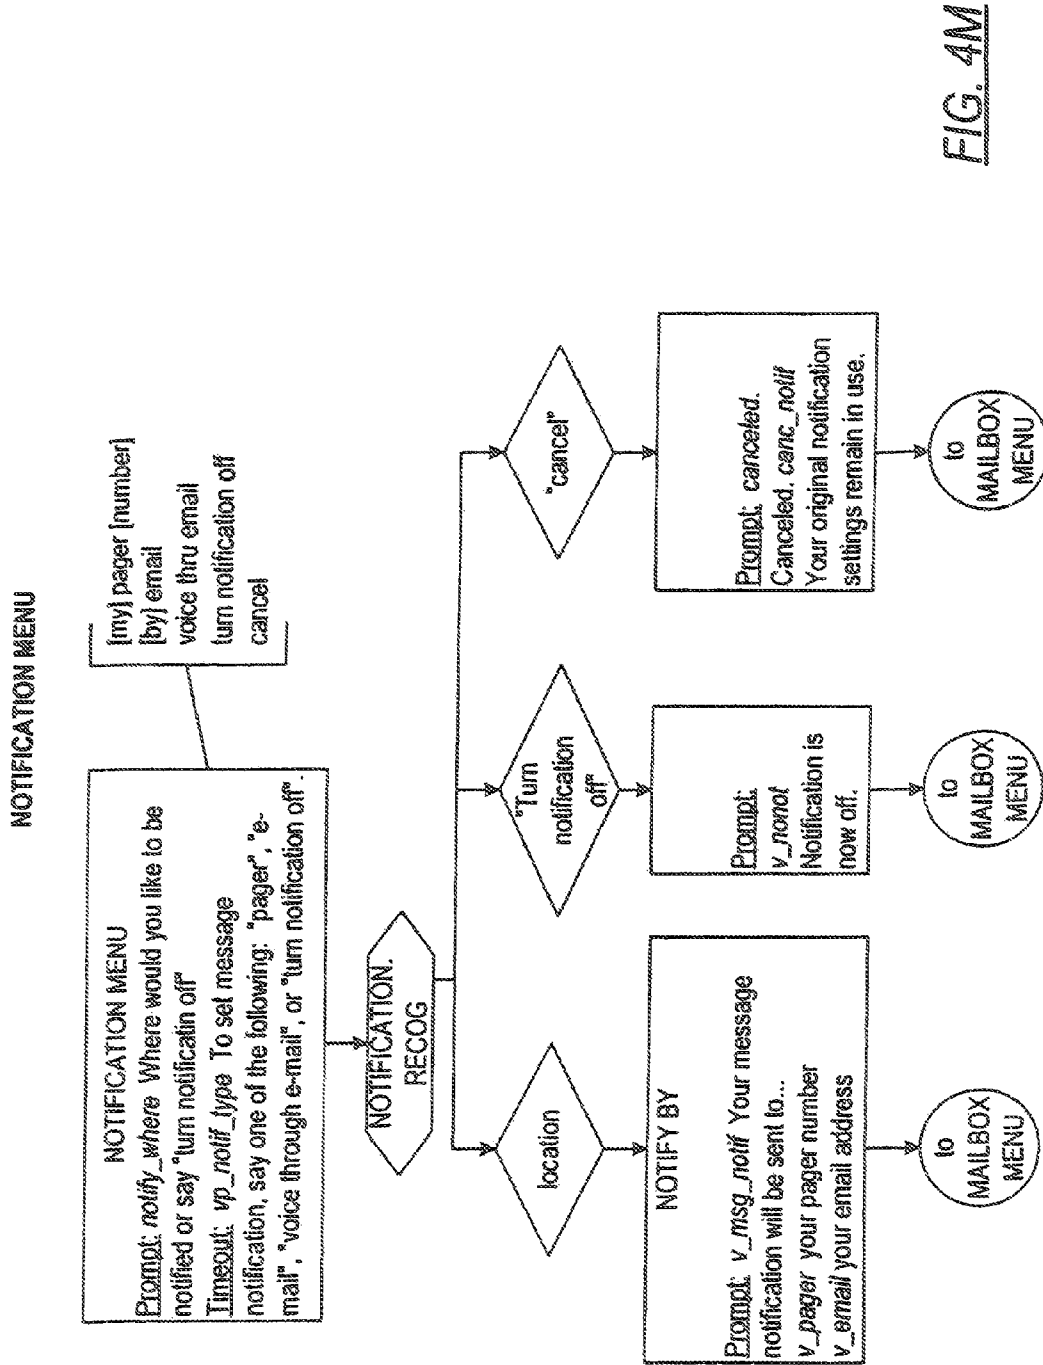 NOTIFICATION MENU
NOTIFICATION MENU
Prompt: notify_where Where would you like to be
notified or say "turn notificatin off"
Timeout: vp_notif_type To set message
notification, say one of the following: "pager", "e-
mail", "voice through e-mail", or "turn notification off".
[my] pager [number]
[by] email
voice thru email
turn notification off
cancel
NOTIFICATION.
RECOG
location
"Turn
notification
off"
"cancel"
NOTIFY BY
Prompt: v_msg_notif Your message
notification will be sent to...
v_pager your pager number
v_email your email address
Prompt:
v_nonot
Notification is
now off.
Prompt: canceled.
Canceled. canc_notif
Your original notification
settings remain in use.
to
MAILBOX
MENU
to
MAILBOX
MENU
to
MAILBOX
MENU
FIG. 4M